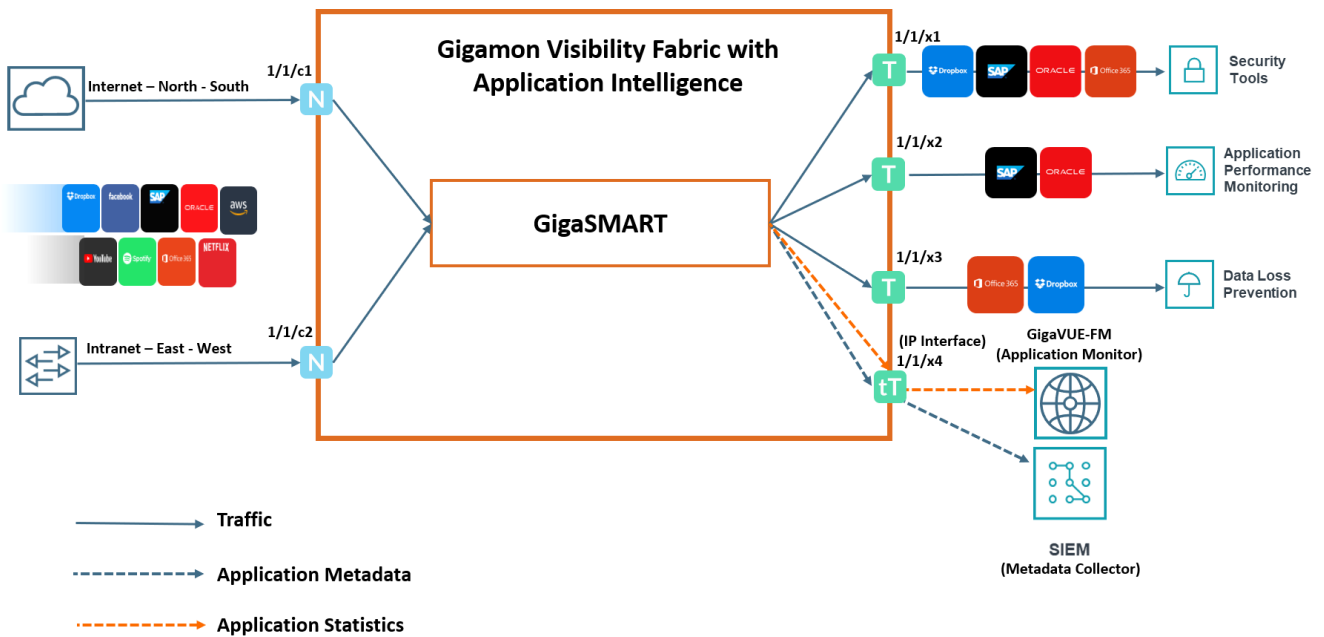 Gigamon Visibility Fabric with
Application Intelligence
Internet – North - South
1/1/c1
N
Dropbox
facebook
SAP
ORACLE
aws
YouTube
Spotify
Office 365
NETFLIX
Intranet – East - West
1/1/c2
N
GigaSMART
1/1/x1
T
Dropbox
SAP
ORACLE
Office 365
Security
Tools
1/1/x2
T
SAP
ORACLE
Application
Performance
Monitoring
1/1/x3
T
Office 365
Dropbox
Data Loss
Prevention
(IP Interface)
1/1/x4
tT
GigaVUE-FM
(Application Monitor)
SIEM
(Metadata Collector)
Traffic
Application Metadata
Application Statistics